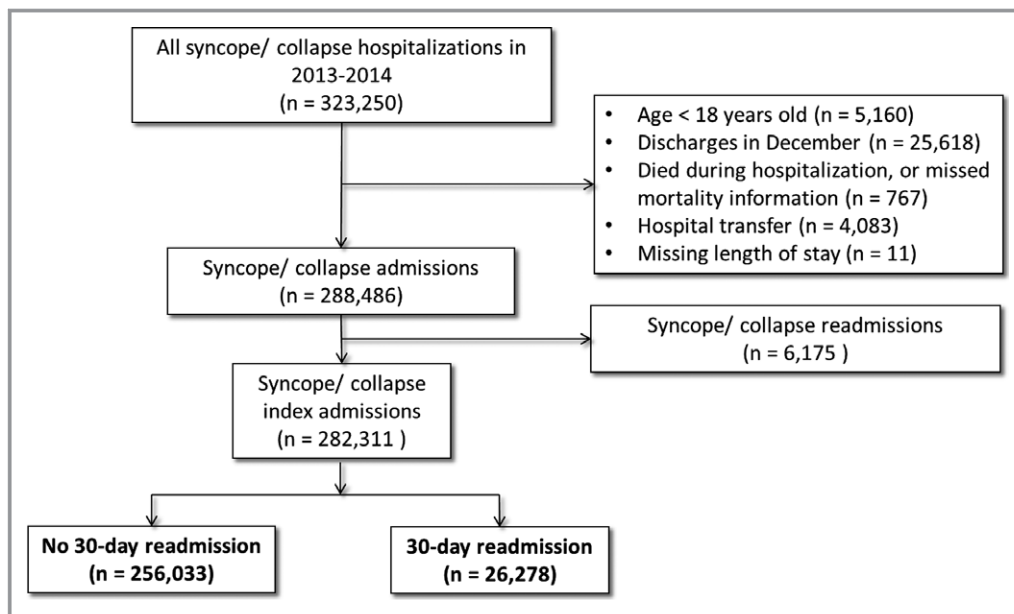 All syncope/ collapse hospitalizations in
2013-2014
(n = 323,250)
• Age < 18 years old (n = 5,160)
• Discharges in December (n = 25,618)
• Died during hospitalization, or missed
mortality information (n = 767)
• Hospital transfer (n = 4,083)
• Missing length of stay (n = 11)
Syncope/ collapse admissions
(n = 288,486)
Syncope/ collapse readmissions
(n = 6,175 )
Syncope/ collapse
index admissions
(n = 282,311 )
No 30-day readmission
(n = 256,033)
30-day readmission
(n = 26,278)